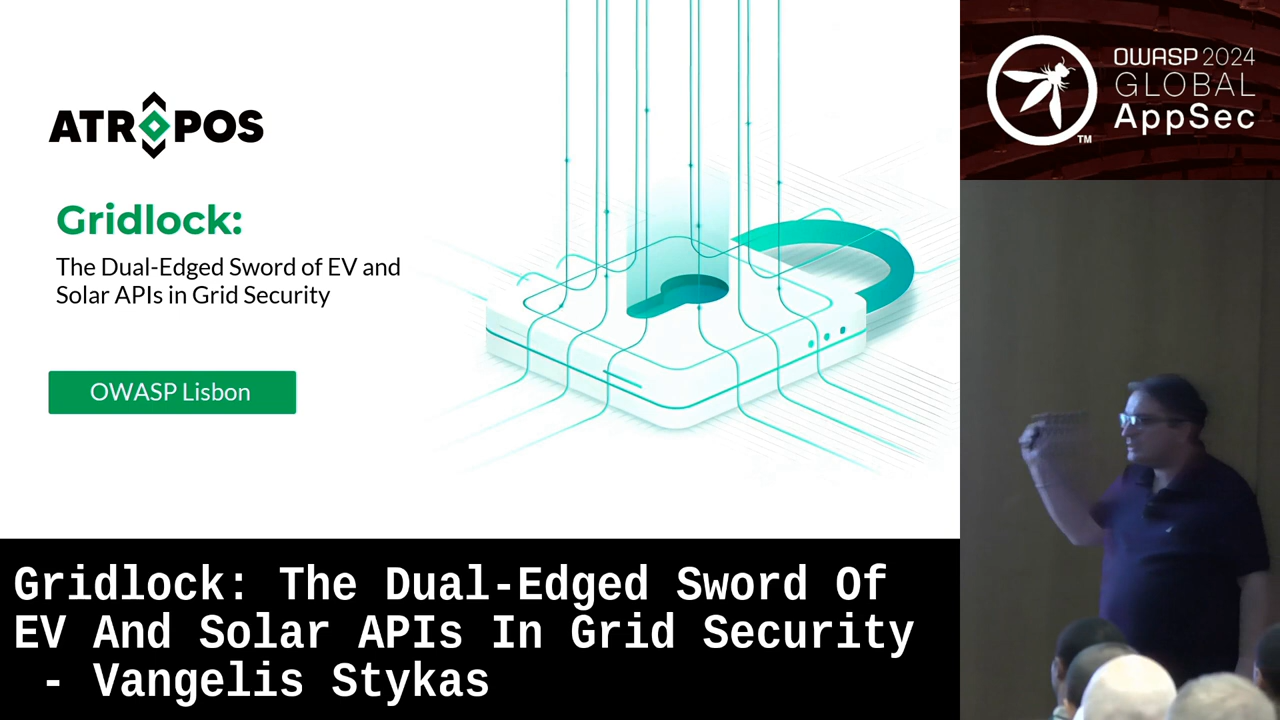 ATROPOS
Gridlock:
The Dual-Edged Sword of EV and
Solar APIs in Grid Security
OWASP Lisbon
OWASP 2024
GLOBAL
AppSec
TM
Gridlock: The Dual-Edged Sword Of
EV And Solar APIs In Grid Security
- Vangelis Stykas